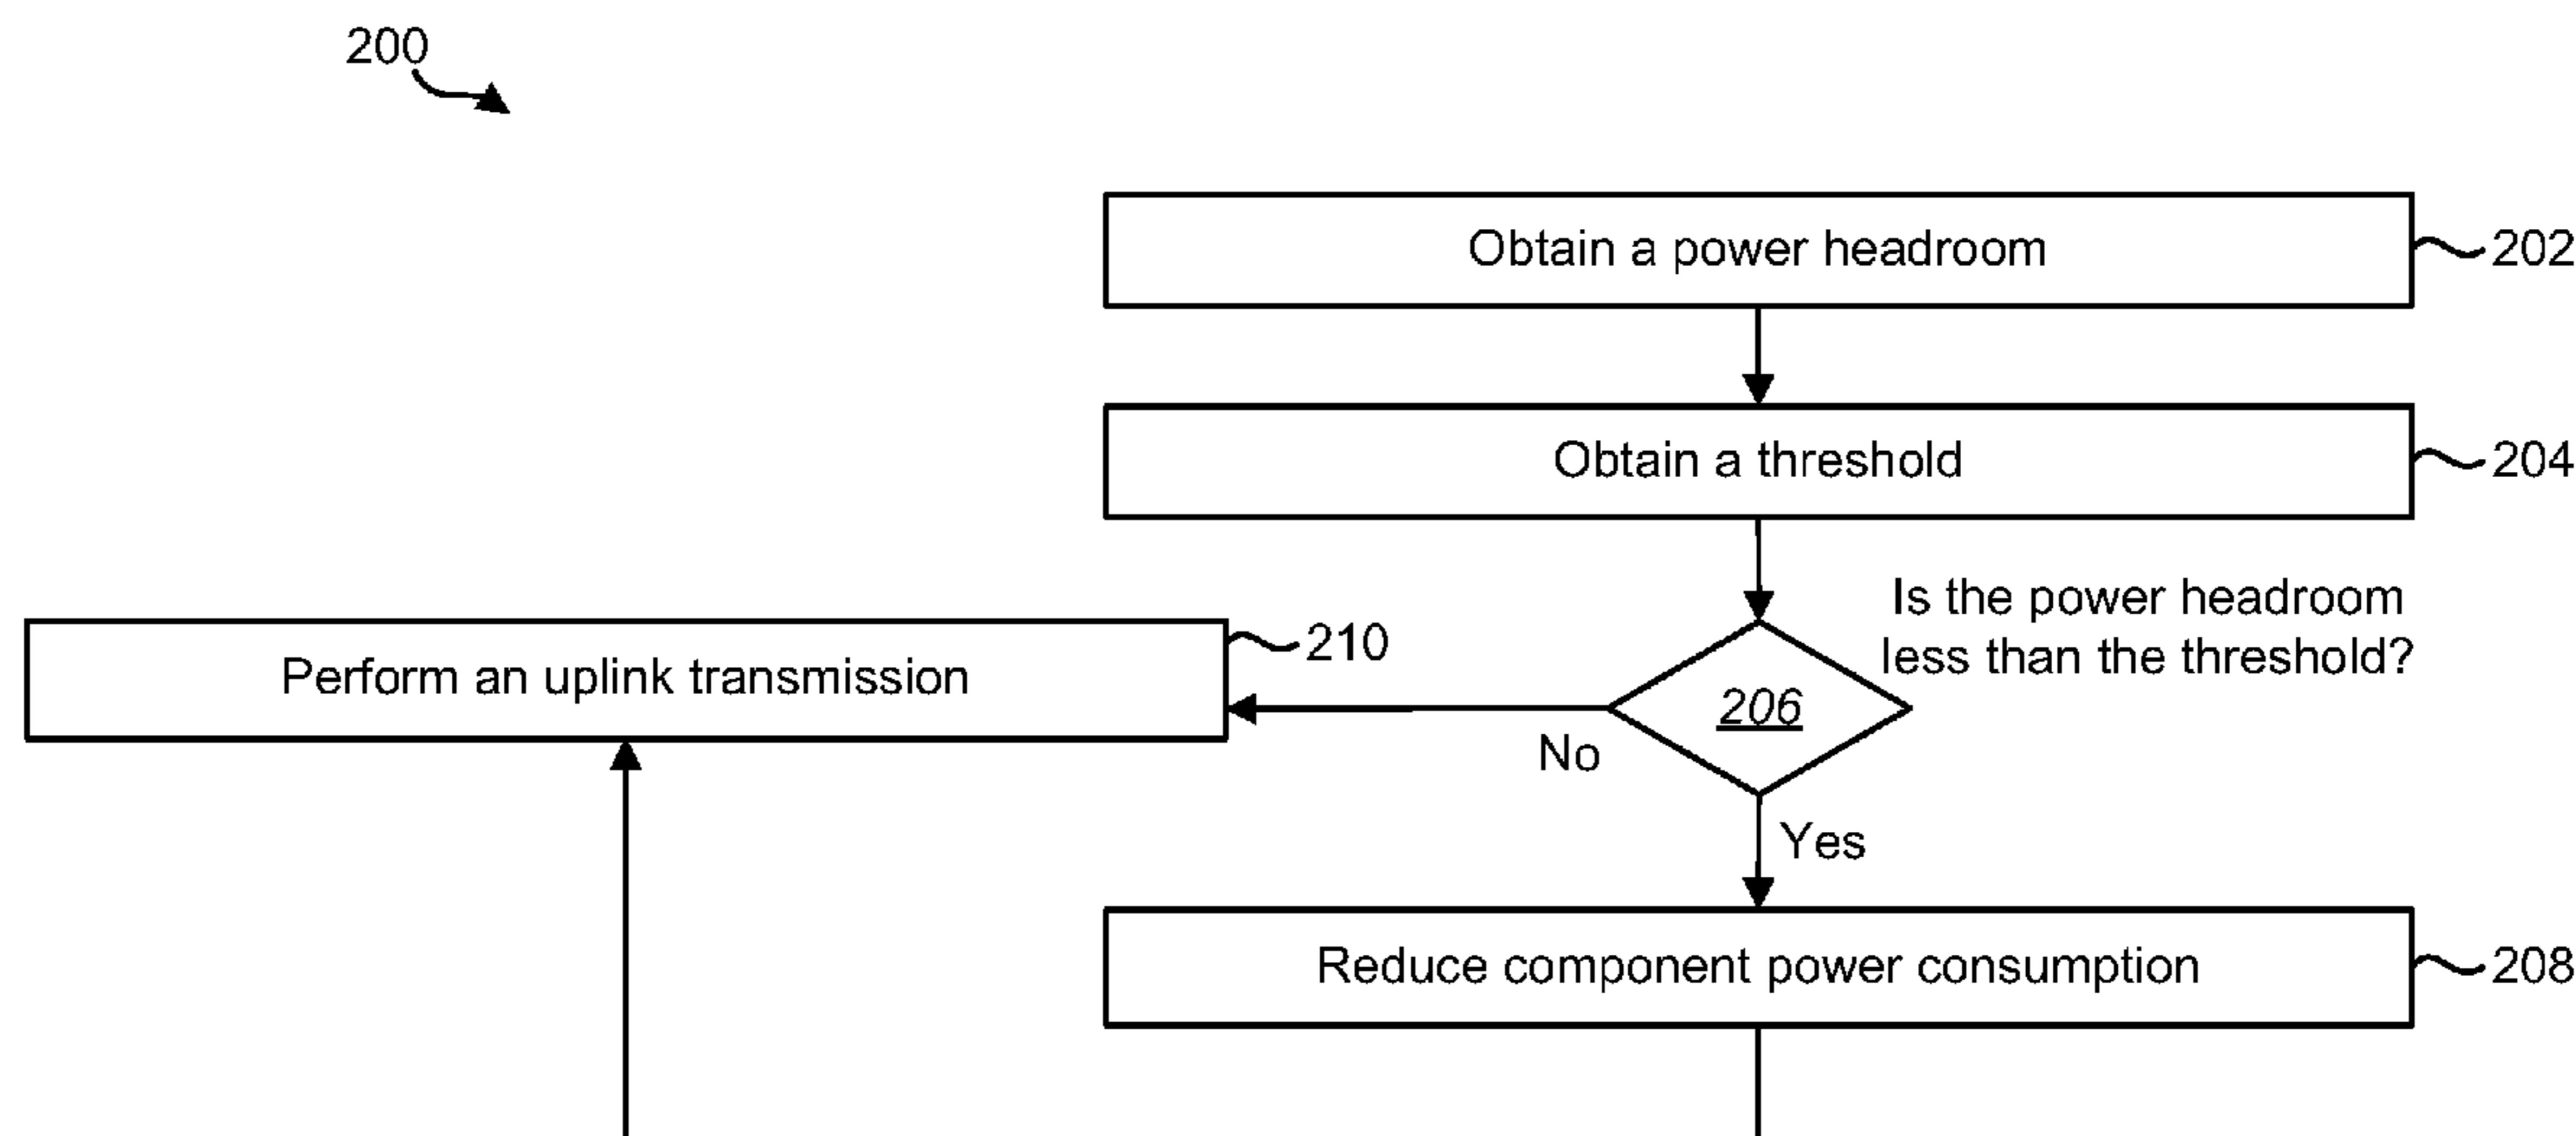 200
Obtain a power headroom
202
Obtain a threshold
204
Is the power headroom
less than the threshold?
206
Perform an uplink transmission
210
No
Yes
Reduce component power consumption
208